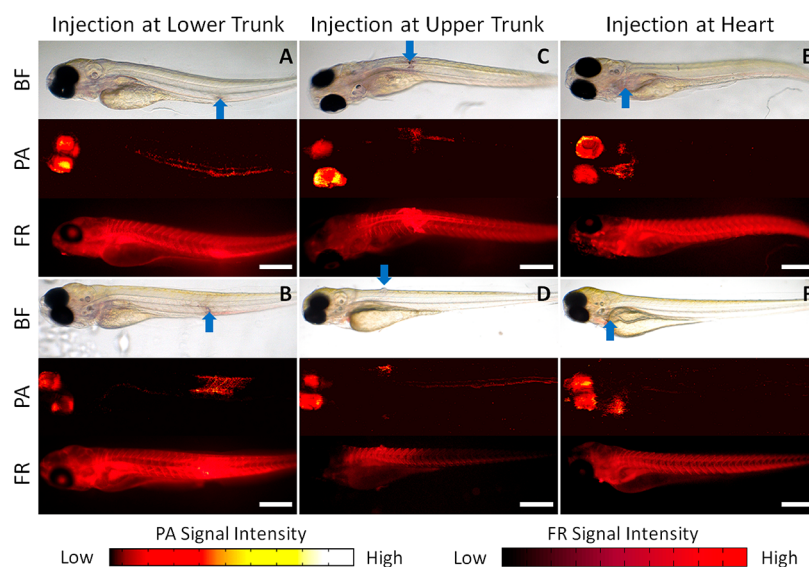 Injection at Lower Trunk Injection at Upper Trunk Injection at Heart
BF A C E
PA
FR
BF B D F
PA
FR
PA Signal Intensity FR Signal Intensity
Low High Low High